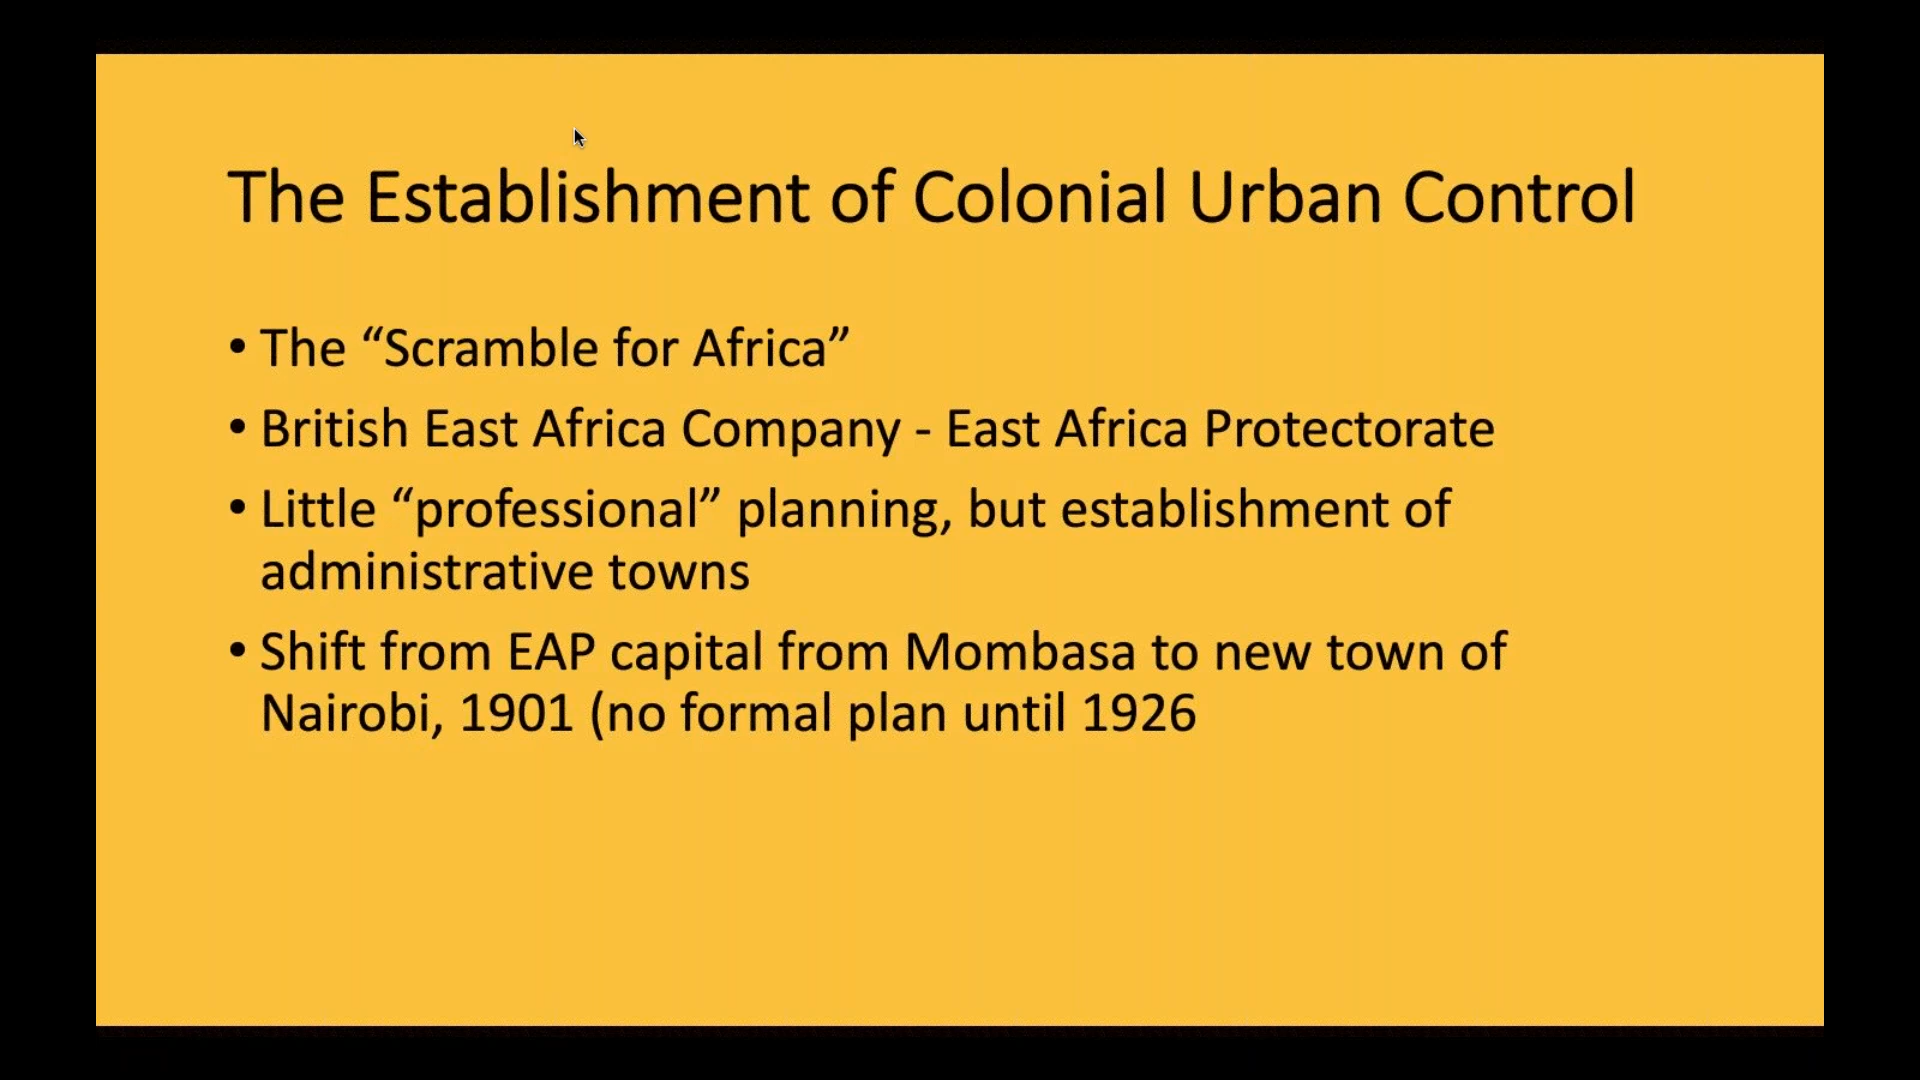 The Establishment of Colonial Urban Control
• The “Scramble for Africa”
• British East Africa Company - East Africa Protectorate
• Little “professional” planning, but establishment of
administrative towns
• Shift from EAP capital from Mombasa to new town of
Nairobi, 1901 (no formal plan until 1926